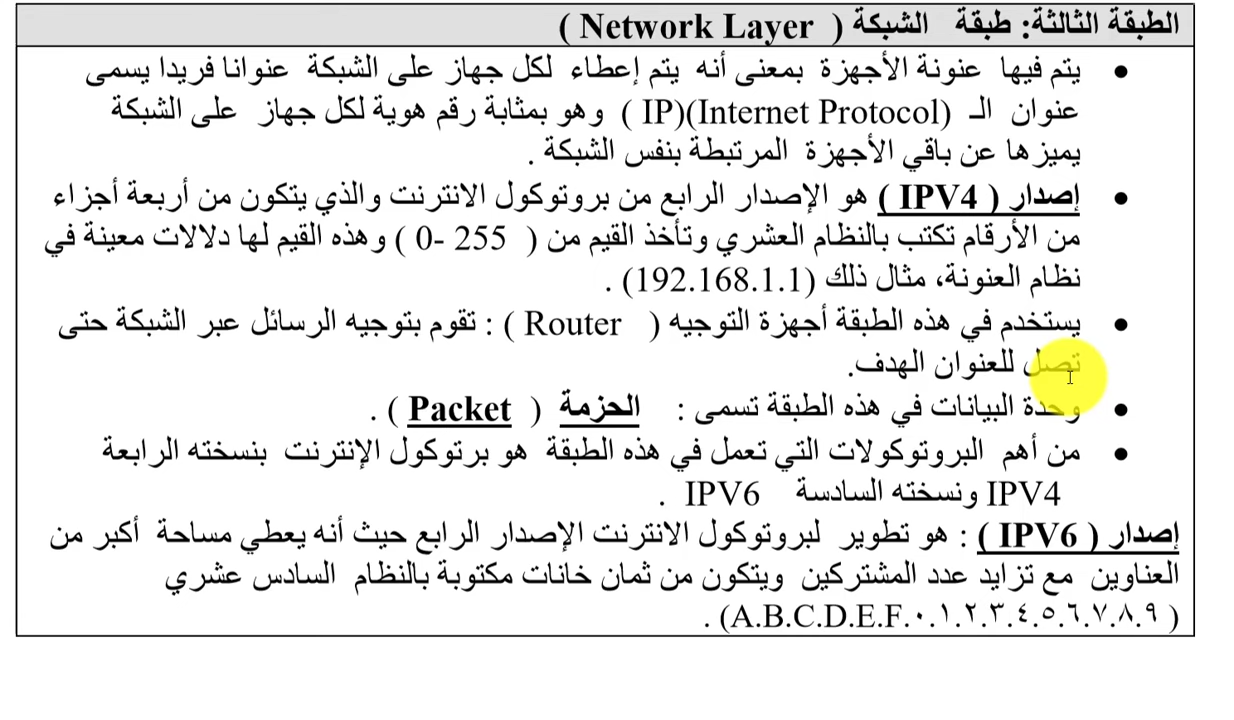 الطبقة الثالثة: طبقة الشبكة ( Network Layer )
• يتم فيها عنونة الأجهزة بمعنى أنه يتم إعطاء لكل جهاز على الشبكة عنوانا فريدا يسمى
عنوان الـ (Internet Protocol)(IP ) وهو بمثابة رقم هوية لكل جهاز على الشبكة
يميزها عن باقي الأجهزة المرتبطة بنفس الشبكة .
• إصدار ( IPV4 ) هو الإصدار الرابع من بروتوكول الانترنت والذي يتكون من أربعة أجزاء
من الأرقام تكتب بالنظام العشري وتأخذ القيم من ( 0- 255 ) وهذه القيم لها دلالات معينة في
نظام العنونة، مثال ذلك (192.168.1.1) .
• يستخدم في هذه الطبقة أجهزة التوجيه ( Router ) : تقوم بتوجيه الرسائل عبر الشبكة حتى
تصل للعنوان الهدف.
• وحدة البيانات في هذه الطبقة تسمى : الحزمة ( Packet ) .
• من أهم البروتوكولات التي تعمل في هذه الطبقة هو برتوكول الإنترنت بنسخته الرابعة
IPV4 ونسخته السادسة IPV6 .
إصدار ( IPV6 ) : هو تطوير لبروتوكول الانترنت الإصدار الرابع حيث أنه يعطي مساحة أكبر من
العناوين مع تزايد عدد المشتركين ويتكون من ثمان خانات مكتوبة بالنظام السادس عشري
( A.B.C.D.E.F.٠.١.٢.٣.٤.٥.٦.٧.٨.٩) .